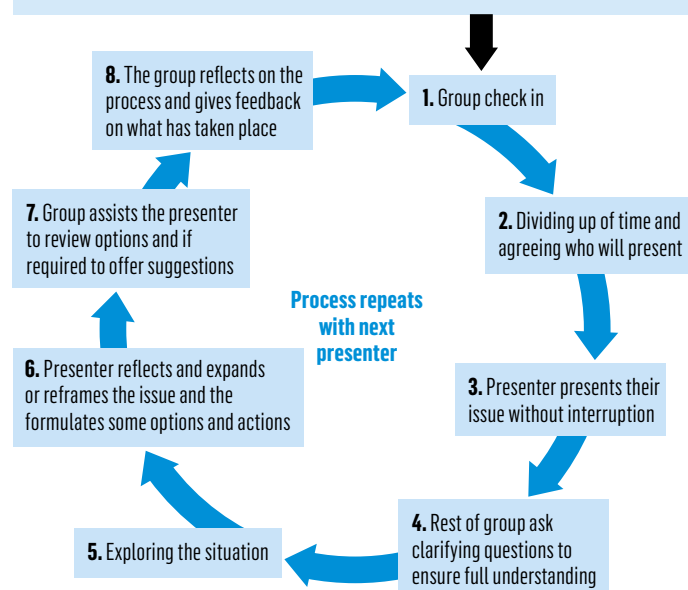 1. Group check in
2. Dividing up of time and
agreeing who will present
3. Presenter presents their
issue without interruption
4. Rest of group ask
clarifying questions to
ensure full understanding
5. Exploring the situation
6. Presenter reflects and expands
or reframes the issue and the
formulates some options and actions
7. Group assists the presenter
to review options and if
required to offer suggestions
8. The group reflects on the
process and gives feedback
on what has taken place
Process repeats
with next
presenter